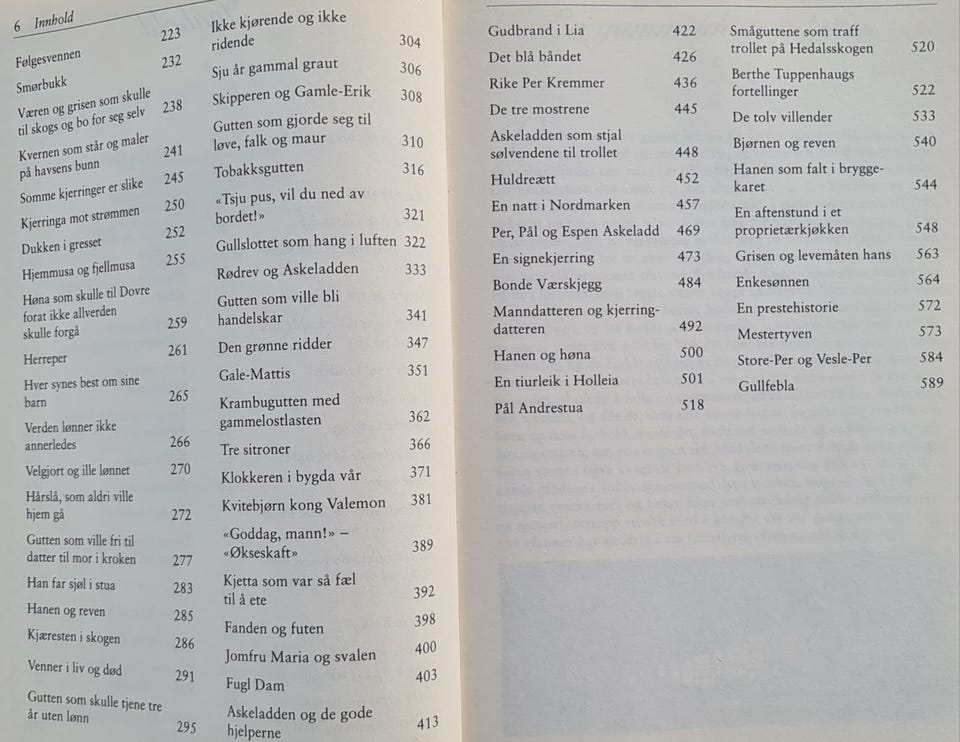 6 Innhold
Følgesvennen 223
Smørbukk 232
Væren og grisen som skulle
til skogs og bo for seg selv 238
Kvernen som står og maler
på havsens bunn 241
Somme kjerringer er slike 245
Kjerringa mot strømmen 250
Dukken i gresset 252
Hjemmusa og fjellmusa 255
Høna som skulle til Dovre
forat ikke allverden
skulle forgå 259
Herreper 261
Hver synes best om sine
barn 265
Verden lønner ikke
annerledes 266
Velgjort og ille lønnet 270
Hårslå, som aldri ville
hjem gå 272
Gutten som ville fri til
datter til mor i kroken 277
Han far sjøl i stua 283
Hanen og reven 285
Kjæresten i skogen 286
Venner i liv og død 291
Gutten som skulle tjene tre
år uten lønn 295
Ikke kjørende og ikke
ridende 304
Sju år gammal graut 306
Skipperen og Gamle-Erik 308
Gutten som gjorde seg til
løve, falk og maur 310
Tobakksgutten 316
«Tsju pus, vil du ned av
bordet!» 321
Gullslottet som hang i luften 322
Rødrev og Askeladden 333
Gutten som ville bli
handelskar 341
Den grønne ridder 347
Gale-Mattis 351
Krambugutten med
gammelostlasten 362
Tre sitroner 366
Klokkeren i bygda vår 371
Kvitebjørn kong Valemon 381
«Goddag, mann!» –
«Økseskaft» 389
Kjetta som var så fæl
til å ete 392
Fanden og futen 398
Jomfru Maria og svalen 400
Fugl Dam 403
Askeladden og de gode
hjelperne 413
Gudbrand i Lia 422
Det blå båndet 426
Rike Per Kremmer 436
De tre mostrene 445
Askeladden som stjal
sølvendene til trollet 448
Huldreætt 452
En natt i Nordmarken 457
Per, Pål og Espen Askeladd 469
En signekjerring 473
Bonde Værskjegg 484
Manndatteren og kjerring-
datteren 492
Hanen og høna 500
En tiurleik i Holleia 501
Pål Andrestua 518
Småguttene som traff
trollet på Hedalsskogen 520
Berthe Tuppenhaugs
fortellinger 522
De tolv villender 533
Bjørnen og reven 540
Hanen som falt i brygge-
karet 544
En aftenstund i et
proprietærkjøkken 548
Grisen og levemåten hans 563
Enkesønnen 564
En prestehistorie 572
Mestertyven 573
Store-Per og Vesle-Per 584
Gullfebla 589